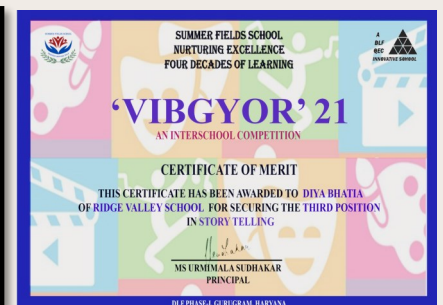 SUMMER FIELDS SCHOOL
NURTURING EXCELLENCE
FOUR DECADES OF LEARNING
A
DLF
QEC
INNOVATIVE SCHOOL
'VIBGYOR' 21
AN INTERSCHOOL COMPETITION
CERTIFICATE OF MERIT
THIS CERTIFICATE HAS BEEN AWARDED TO DIYA BHATIA
OF RIDGE VALLEY SCHOOL FOR SECURING THE THIRD POSITION
IN STORY TELLING
MS URMIMALA SUDHAKAR
PRINCIPAL
DLF PHASE-I, GURUGRAM, HARYANA